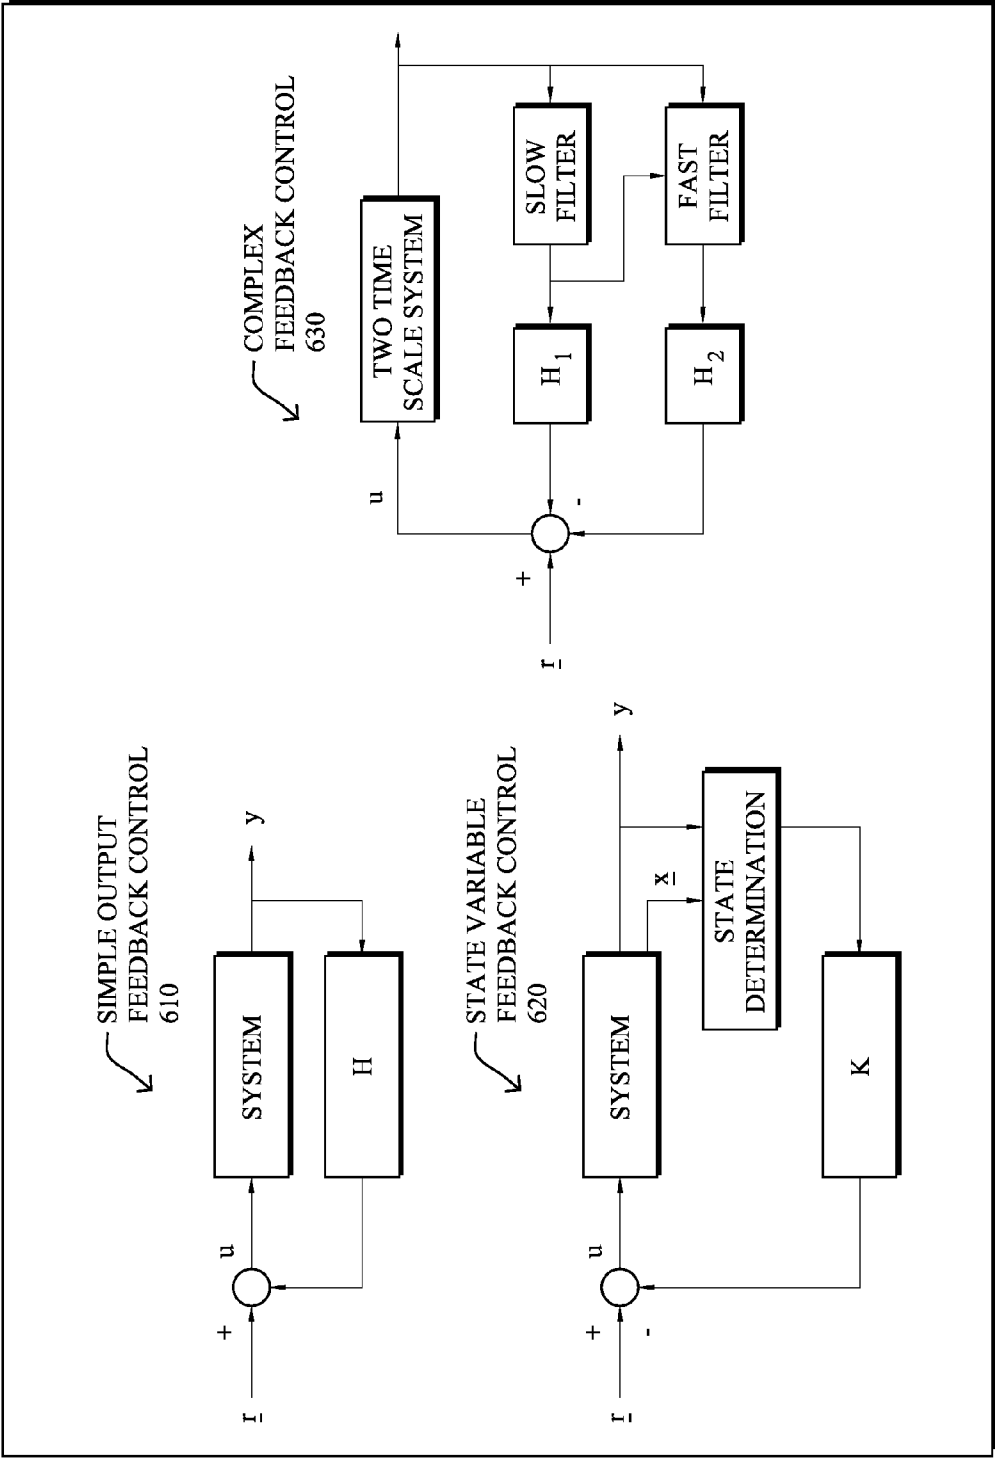 SIMPLE OUTPUT
FEEDBACK CONTROL
610
r
+
u
SYSTEM
y
H
STATE VARIABLE
FEEDBACK CONTROL
620
r
+
-
u
SYSTEM
y
x
STATE
DETERMINATION
K
COMPLEX
FEEDBACK CONTROL
630
r
+
-
u
TWO TIME
SCALE SYSTEM
SLOW
FILTER
FAST
FILTER
H1
H2